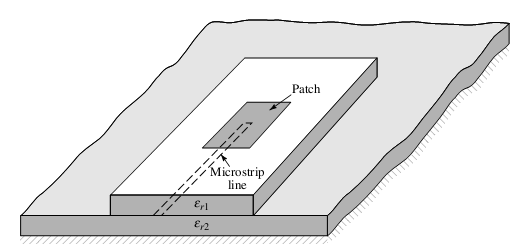 Patch
Microstrip
line
εr1
εr2